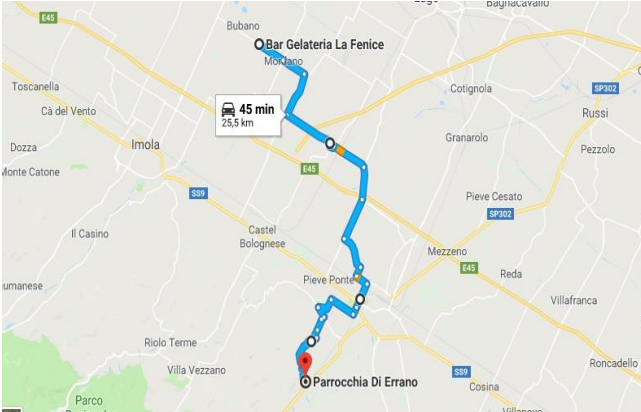 Bagnacavallo
E45
Bubano
Bar Gelateria La Fenice
Mordano
Toscanella
Cotignola
SP302
45 min
25,5 km
Cà del Vento
Russi
Granarolo
Dozza
Imola
Pezzolo
Monte Catone
E45
SS9
Pieve Cesato
SP302
Il Casino
Castel
Bolognese
Mezzeno
E45
Reda
Pieve Ponte
umanese
Villafranca
Riolo Terme
Villa Vezzano
Roncadello
SS9
Parrocchia Di Errano
Cosina
Parco